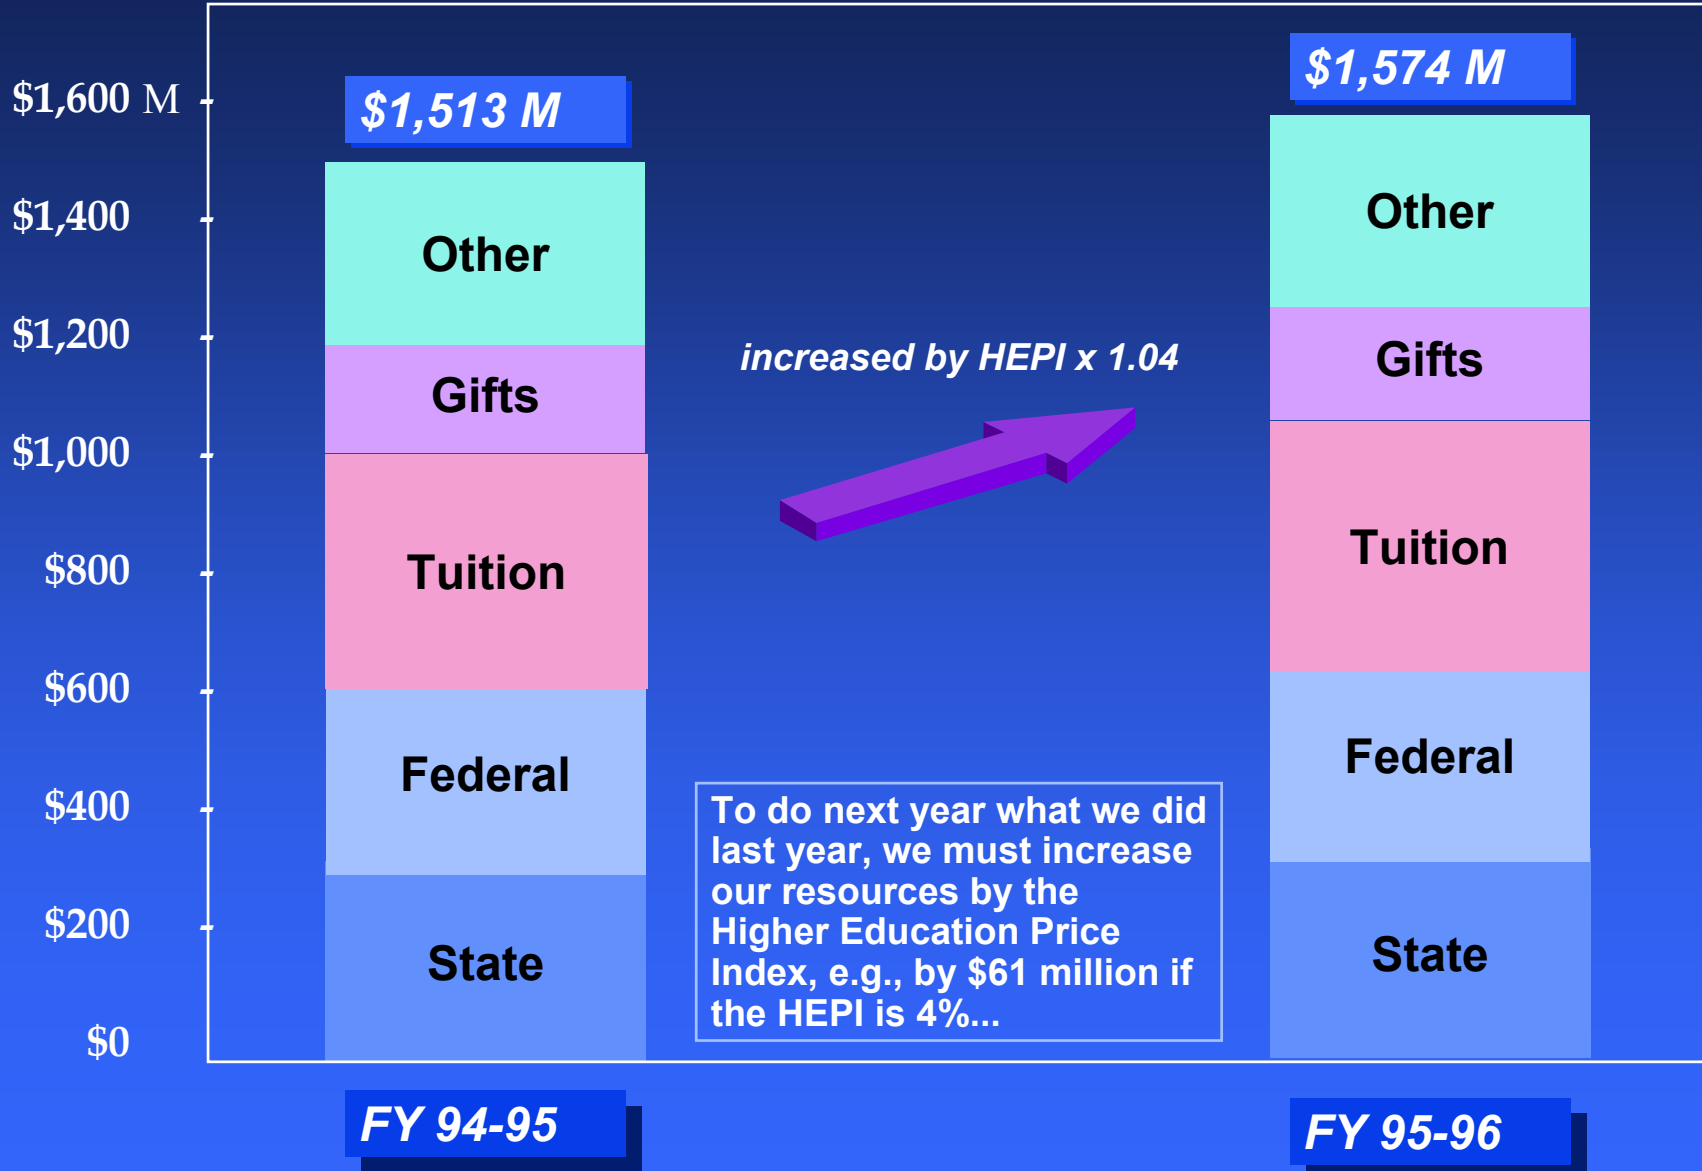 $1,574 M
$1,600 M
$1,513 M
$1,400
Other
Other
$1,200
increased by HEPI x 1.04
Gifts
Gifts
$1,000
Tuition
Tuition
$800
$600
Federal
Federal
$400
To do next year what we did
last year, we must increase
our resources by the
Higher Education Price
Index, e.g., by $61 million if
the HEPI is 4%...
$200
State
State
$0
FY 94-95
FY 95-96